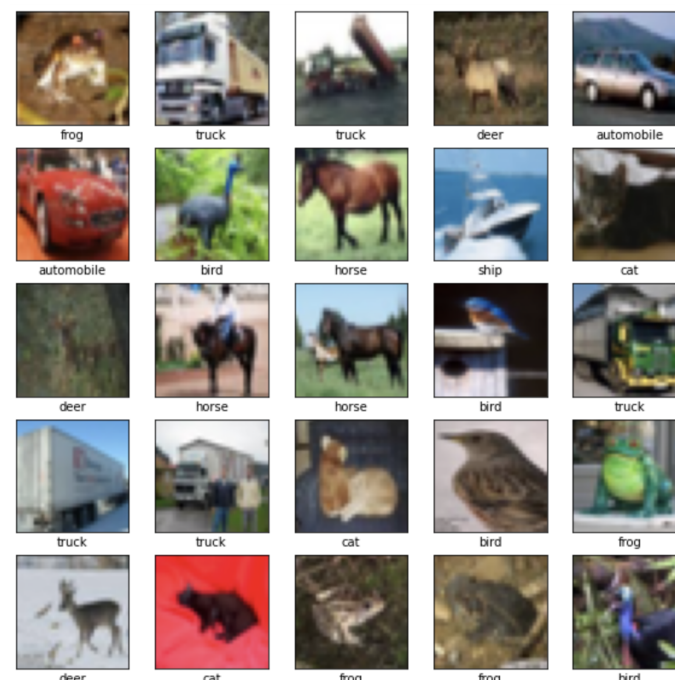 frog truck truck deer automobile
automobile bird horse ship cat
deer horse horse bird truck
truck truck cat bird frog
deer cat frog frog bird